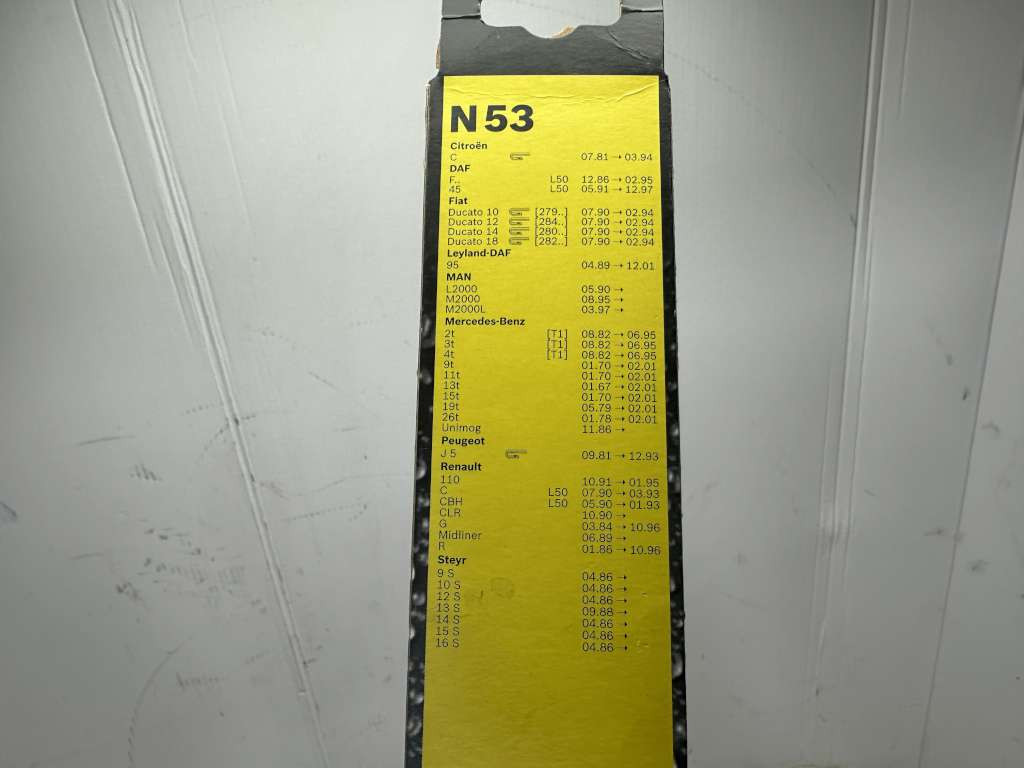 N 53
Citroën
C 07.81 → 03.94
DAF
F.. L50 12.86 → 02.95
45 L50 05.91 → 12.97
Fiat
Ducato 10 [279..] 07.90 → 02.94
Ducato 12 [284..] 07.90 → 02.94
Ducato 14 [280..] 07.90 → 02.94
Ducato 18 [282..] 07.90 → 02.94
Leyland-DAF
95 04.89 → 12.01
MAN
L2000 05.90 →
M2000 08.95 →
M2000L 03.97 →
Mercedes-Benz
2t [T1] 08.82 → 06.95
3t [T1] 08.82 → 06.95
4t [T1] 08.82 → 06.95
9t 01.70 → 02.01
11t 01.70 → 02.01
13t 01.67 → 02.01
15t 01.70 → 02.01
19t 05.79 → 02.01
26t 01.78 → 02.01
Unimog 11.86 →
Peugeot
J 5 09.81 → 12.93
Renault
110 10.91 → 01.95
C L50 07.90 → 03.93
CBH L50 05.90 → 01.93
CLR 10.90 →
G 03.84 → 10.96
Midliner 06.89 →
R 01.86 → 10.96
Steyr
9 S 04.86 →
10 S 04.86 →
12 S 04.86 →
13 S 09.88 →
14 S 04.86 →
15 S 04.86 →
16 S 04.86 →